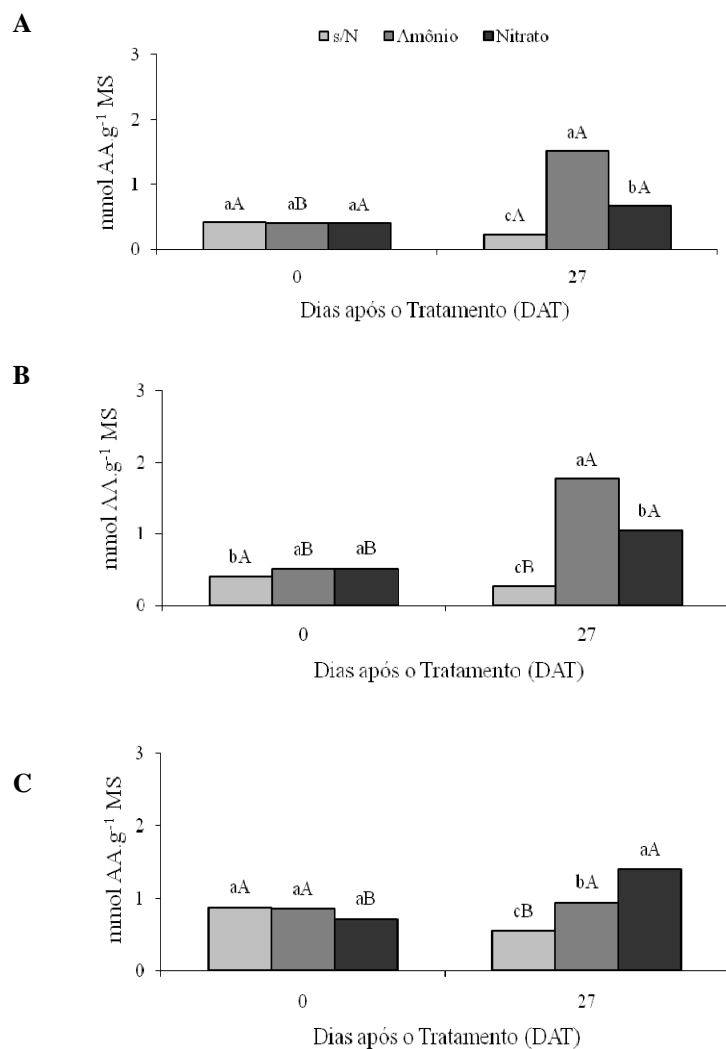 A
s/N Amônio Nitrato
mmol AA.g⁻¹ MS
3
2
1
0
aA aB aA cA aA bA
0 27
Dias após o Tratamento (DAT)
B
mmol AA.g⁻¹ MS
3
2
1
0
bA aB aB cB aA bA
0 27
Dias após o Tratamento (DAT)
C
mmol AA.g⁻¹ MS
3
2
1
0
aA aA aB cB bA aA
0 27
Dias após o Tratamento (DAT)